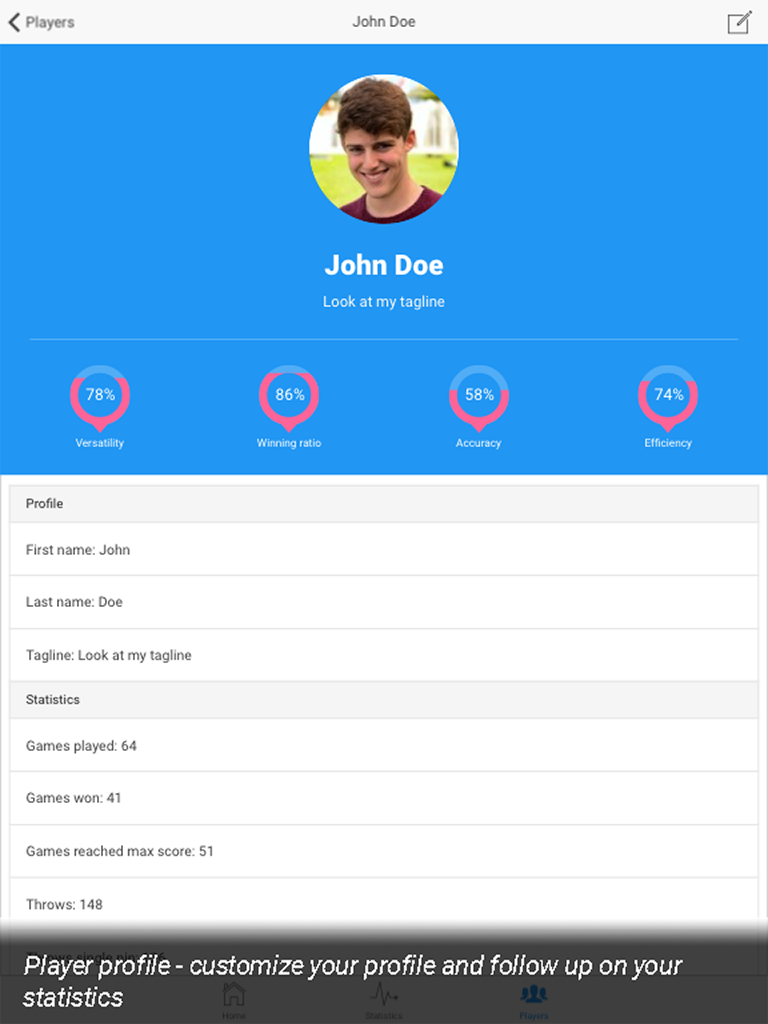 Players
John Doe
John Doe
Look at my tagline
78% 86% 58% 74%
Versatility Winning ratio Accuracy Efficiency
Profile
First name: John
Last name: Doe
Tagline: Look at my tagline
Statistics
Games played: 64
Games won: 41
Games reached max score: 51
Throws: 148
Player profile - customize your profile and follow up on your
statistics
Home Statistics Players